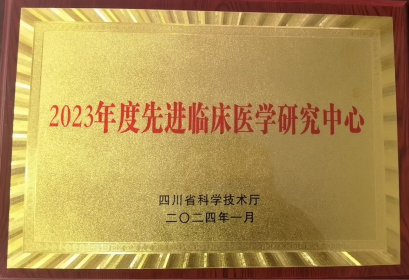 2023年度先进临床医学研究中心
四川省科学技术厅
二〇二四年一月